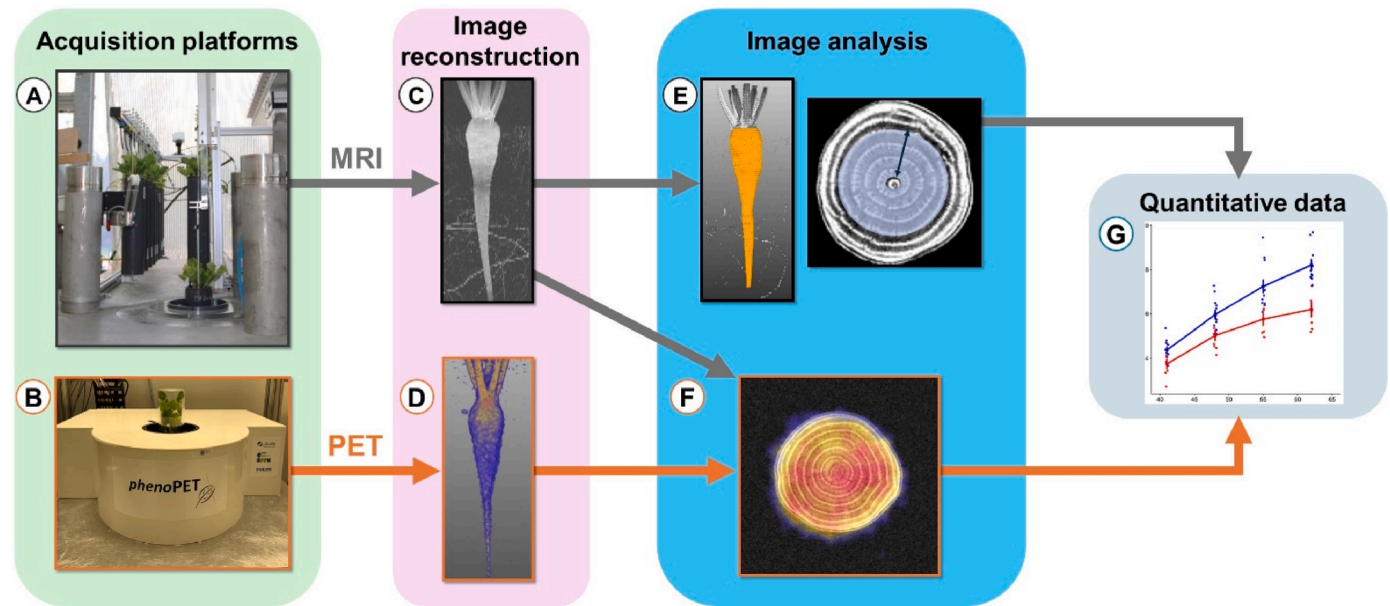 Acquisition platforms
Image
reconstruction
Image analysis
A
MRI
C
E
Quantitative data
G
B
phenoPET
PET
D
F
40
45
50
55
60
65